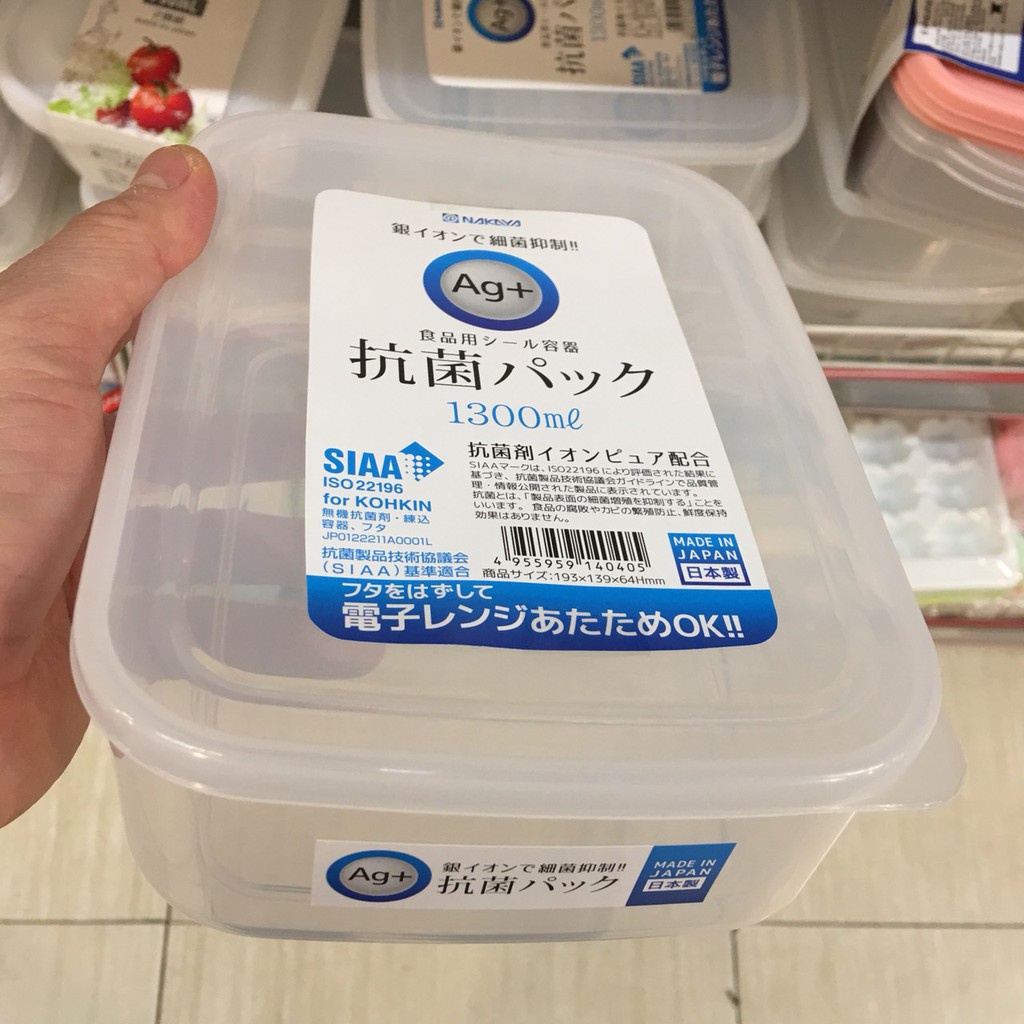 NAKAYA
銀イオンで細菌抑制!!
Ag+
食品用シール容器
抗菌パック
1300mℓ
SIAA
ISO 22196
for KOHKIN
無機抗菌剤・練込
容器、フタ
JP0122211A0001L
抗菌製品技術協議会
(SIAA)基準適合
抗菌剤イオンピュア配合
SIAAマークは、ISO22196により評価された結果に
基づき、抗菌製品技術協議会ガイドラインで品質管
理・情報公開された製品に表示されています。
抗菌とは、「製品表面の細菌増殖を抑制する」ことを
いいます。 食品の腐敗やカビの繁殖防止、鮮度保持
効果はありません。
4 955959 140405
商品サイズ:193×139×64Hmm
MADE IN
JAPAN
日本製
フタをはずして
電子レンジあたためOK!!
Ag+
銀イオンで細菌抑制!!
抗菌パック
MADE IN
JAPAN
日本製
Ag+
抗菌パック
1300
SIAA